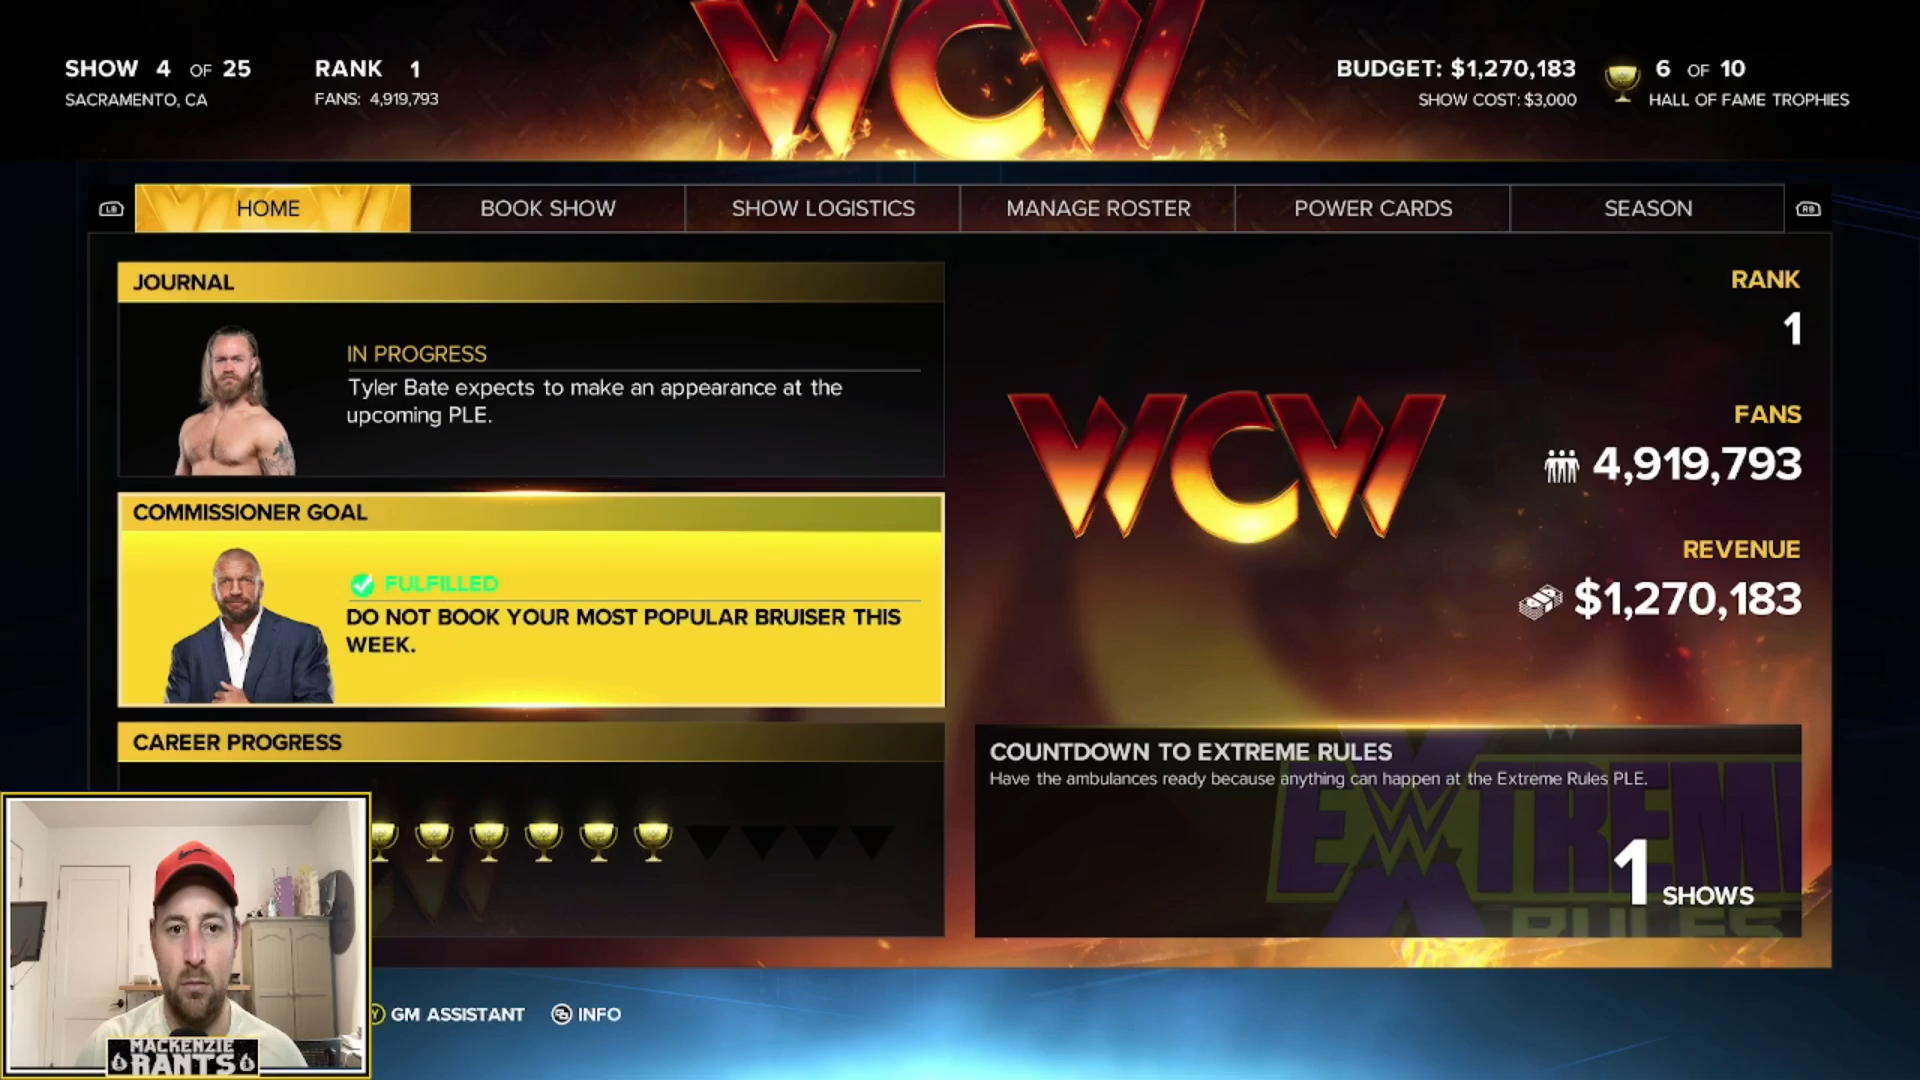 SHOW 4 OF 25
SACRAMENTO, CA
RANK 1
FANS: 4,919,793
WCW
BUDGET: $1,270,183
SHOW COST: $3,000
6 OF 10
HALL OF FAME TROPHIES
LB
HOME
BOOK SHOW
SHOW LOGISTICS
MANAGE ROSTER
POWER CARDS
SEASON
RB
JOURNAL
IN PROGRESS
Tyler Bate expects to make an appearance at the
upcoming PLE.
COMMISSIONER GOAL
FULFILLED
DO NOT BOOK YOUR MOST POPULAR BRUISER THIS
WEEK.
CAREER PROGRESS
WCW
RANK
1
FANS
4,919,793
REVENUE
$1,270,183
COUNTDOWN TO EXTREME RULES
Have the ambulances ready because anything can happen at the Extreme Rules PLE.
EXTREME
RULES
1 SHOWS
Y GM ASSISTANT
INFO
MACKENZIE
RANTS